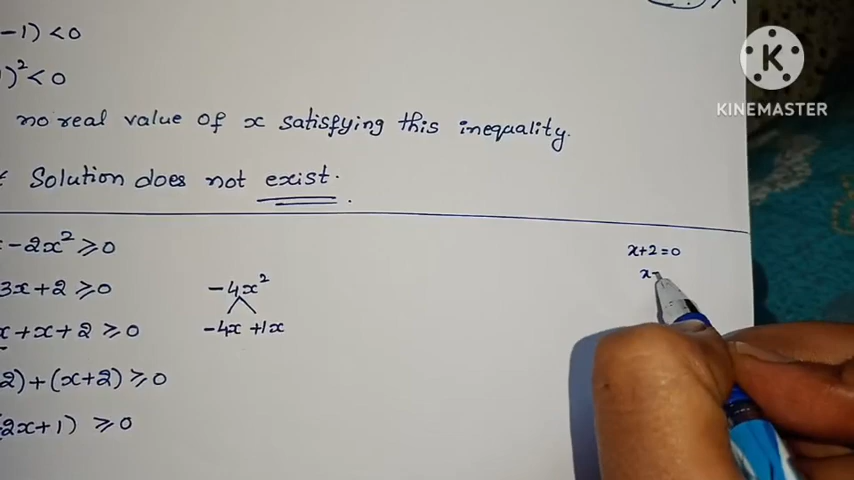 -1) <0
)² <0
no real value of x satisfying this inequality.
Solution does not exist.
-2x² ≥0
3x+2 ≥0
x+x+2 ≥0
2)+(x+2) ≥0
2x+1) ≥0
-4x²
-4x +1x
x+2=0
x=
KINEMASTER